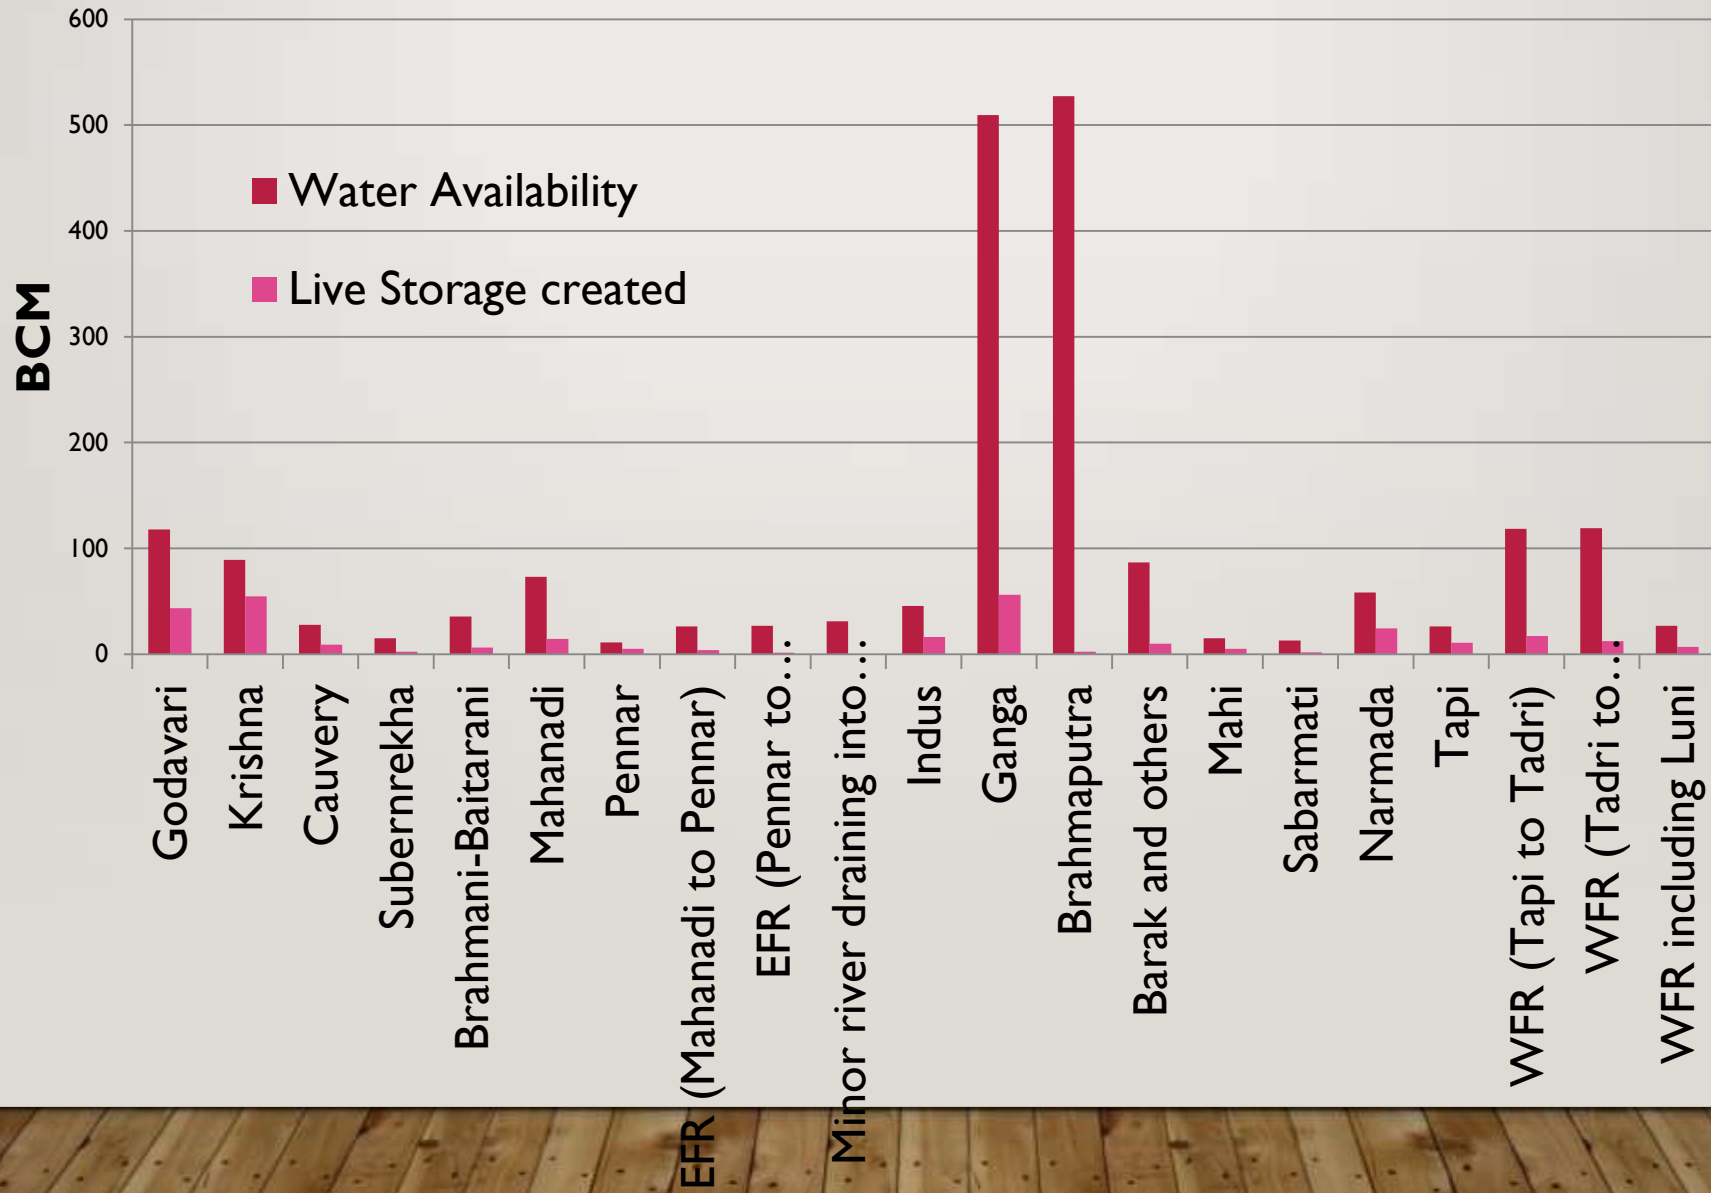 600
500
400
300
200
100
0
BCM
Water Availability
Live Storage created
Godavari
Krishna
Cauvery
Subernrekha
Brahmani-Baitarani
Mahanadi
Pennar
EFR (Mahanadi to Pennar)
EFR (Pennar to…
Minor river draining into…
Indus
Ganga
Brahmaputra
Barak and others
Mahi
Sabarmati
Narmada
Tapi
WFR (Tapi to Tadri)
WFR (Tadri to…
WFR including Luni